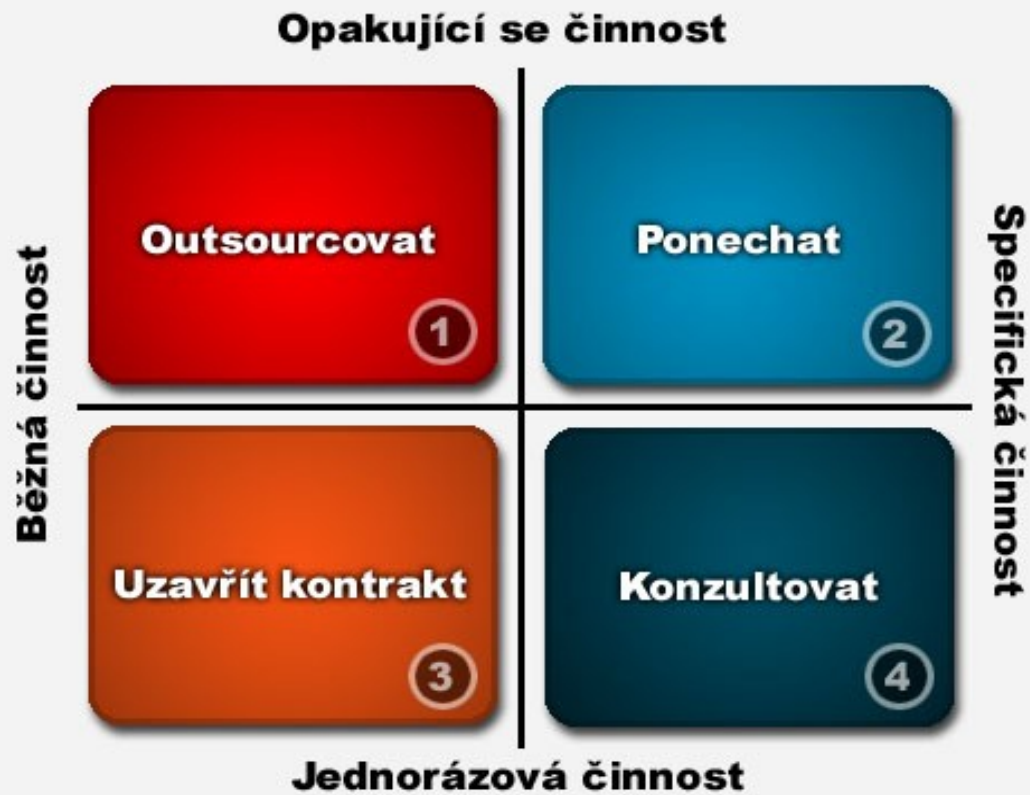 Opakující se činnost
Outsourcovat
1
Ponechat
2
Běžná činnost
Specifická činnost
Uzavřít kontrakt
3
Konzultovat
4
Jednorázová činnost